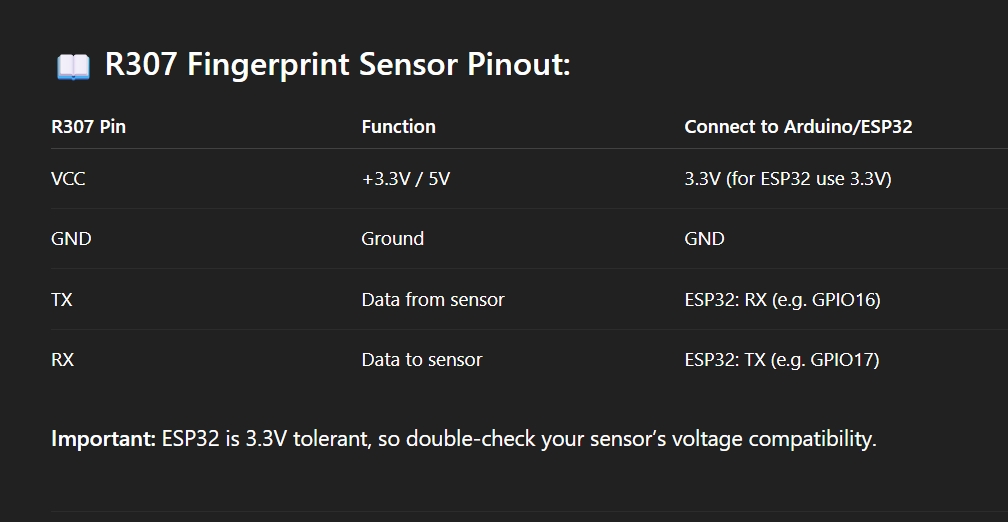 📖 R307 Fingerprint Sensor Pinout:
R307 Pin Function Connect to Arduino/ESP32
VCC +3.3V / 5V 3.3V (for ESP32 use 3.3V)
GND Ground GND
TX Data from sensor ESP32: RX (e.g. GPIO16)
RX Data to sensor ESP32: TX (e.g. GPIO17)
Important: ESP32 is 3.3V tolerant, so double-check your sensor’s voltage compatibility.